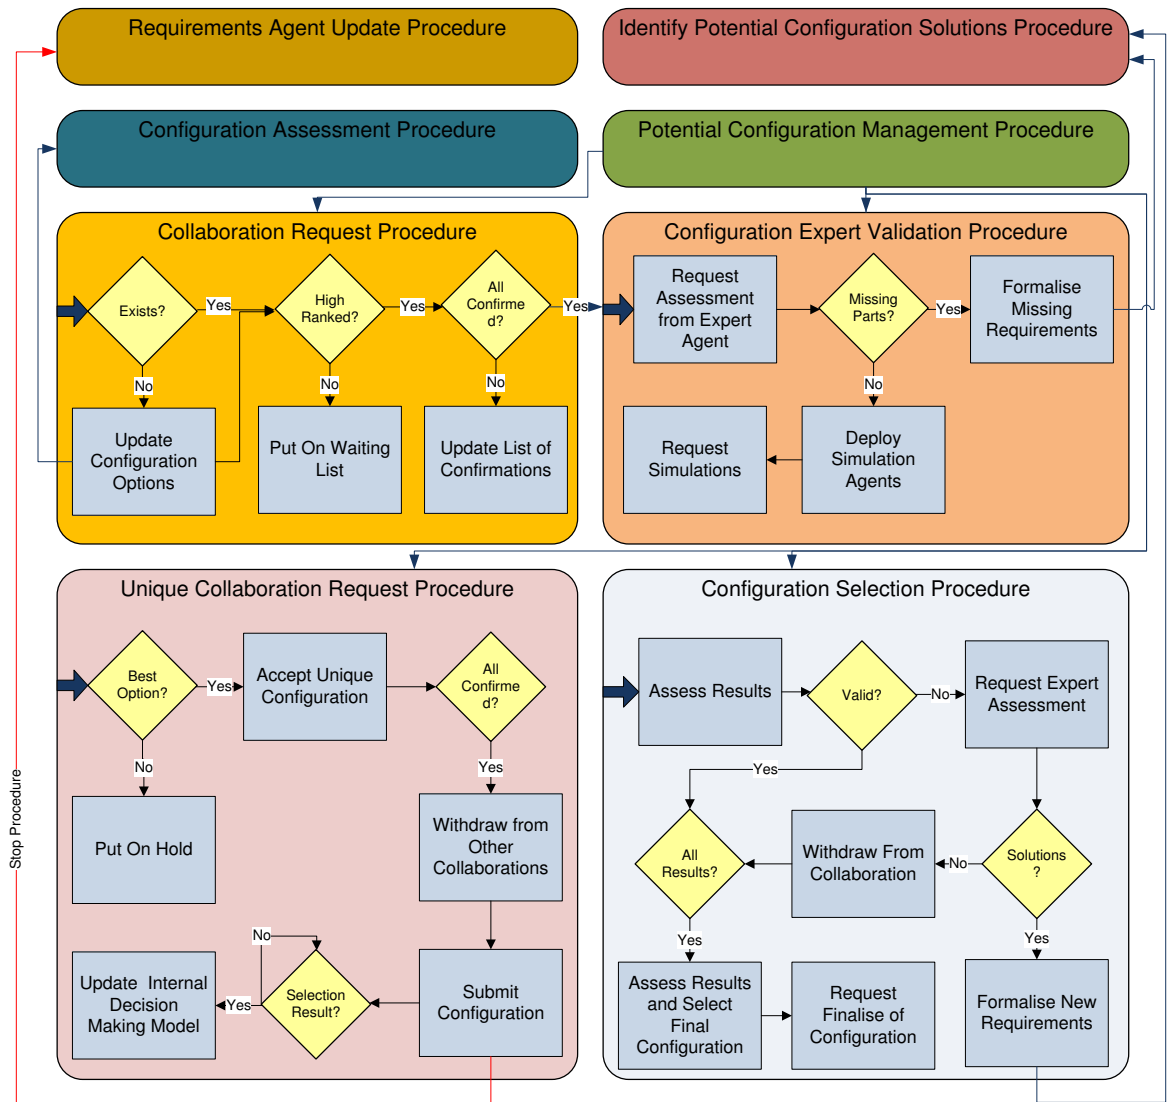 Requirements Agent Update Procedure
Identify Potential Configuration Solutions Procedure
Configuration Assessment Procedure
Potential Configuration Management Procedure
Collaboration Request Procedure
Exists?
Yes
High
Ranked?
Yes
All
Confirme
d?
Yes
No
No
No
Update
Configuration
Options
Put On Waiting
List
Update List of
Confirmations
Configuration Expert Validation Procedure
Request
Assessment
from Expert
Agent
Missing
Parts?
Yes
Formalise
Missing
Requirements
No
Request
Simulations
Deploy
Simulation
Agents
Unique Collaboration Request Procedure
Best
Option?
Yes
Accept Unique
Configuration
All
Confirme
d?
No
Yes
Put On Hold
Withdraw from
Other
Collaborations
No
Update  Internal
Decision
Making Model
Yes
Selection
Result?
Submit
Configuration
Stop Procedure
Configuration Selection Procedure
Assess Results
Valid?
No
Request Expert
Assessment
Yes
All
Results?
Withdraw From
Collaboration
No
Solutions
?
Yes
Yes
Assess Results
and Select
Final
Configuration
Request
Finalise of
Configuration
Formalise New
Requirements